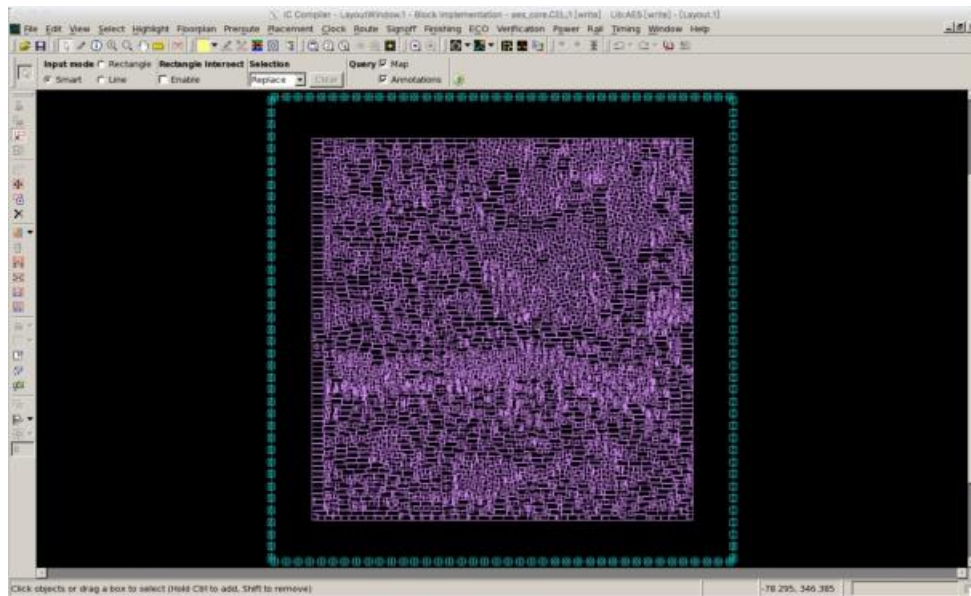 IC Compiler - LayoutWindow.1 - Block Implementation - aes_core.CEL;1 [write] Lib:AES [write] - [Layout.1]
File Edit View Select Highlight Floorplan Preroute Placement Clock Route Signoff Finishing ECO Verification Power Rail Timing Window Help
Input mode Rectangle Rectangle Intersect Selection Query Map
Smart Line Enable Replace Clear Annotations
Click objects or drag a box to select (Hold Ctrl to add, Shift to remove) -78.295, 346.385